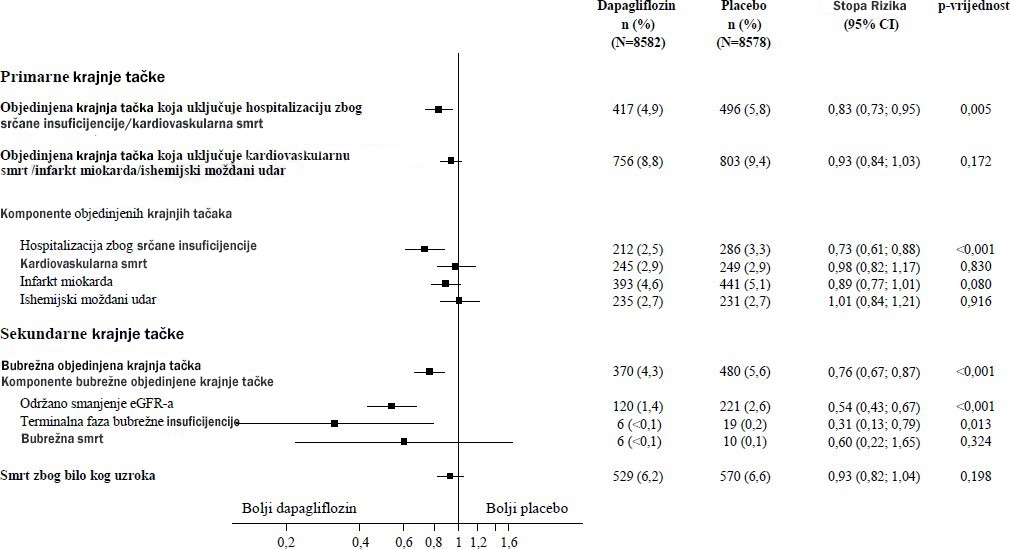 Dapagliflozin Placebo Stopa Rizika p-vrijednost
n (%) n (%) (95% CI)
(N=8582) (N=8578)
Primarne krajnje tačke
Objedinjena krajnja tačka koja uključuje hospitalizaciju zbog 417 (4,9) 496 (5,8) 0,83 (0,73; 0,95) 0,005
srčane insuficijencije/kardiovaskularna smrt
Objedinjena krajnja tačka koja uključuje kardiovaskularnu 756 (8,8) 803 (9,4) 0,93 (0,84; 1,03) 0,172
smrt /infarkt miokarda/ishemijski moždani udar
Komponente objedinjenih krajnjih tačaka
Hospitalizacija zbog srčane insuficijencije 212 (2,5) 286 (3,3) 0,73 (0,61; 0,88) <0,001
Kardiovaskularna smrt 245 (2,9) 249 (2,9) 0,98 (0,82; 1,17) 0,830
Infarkt miokarda 393 (4,6) 441 (5,1) 0,89 (0,77; 1,01) 0,080
Ishemijski moždani udar 235 (2,7) 231 (2,7) 1,01 (0,84; 1,21) 0,916
Sekundarne krajnje tačke
Bubrežna objedinjena krajnja tačka 370 (4,3) 480 (5,6) 0,76 (0,67; 0,87) <0,001
Komponente bubrežne objedinjene krajnje tačke
Održano smanjenje eGFR-a 120 (1,4) 221 (2,6) 0,54 (0,43; 0,67) <0,001
Terminalna faza bubrežne insuficijencije 6 (<0,1) 19 (0,2) 0,31 (0,13; 0,79) 0,013
Bubrežna smrt 6 (<0,1) 10 (0,1) 0,60 (0,22; 1,65) 0,324
Smrt zbog bilo kog uzroka 529 (6,2) 570 (6,6) 0,93 (0,82; 1,04) 0,198
Bolji dapagliflozin Bolji placebo
0,2 0,4 0,6 0,8 1 1,2 1,6